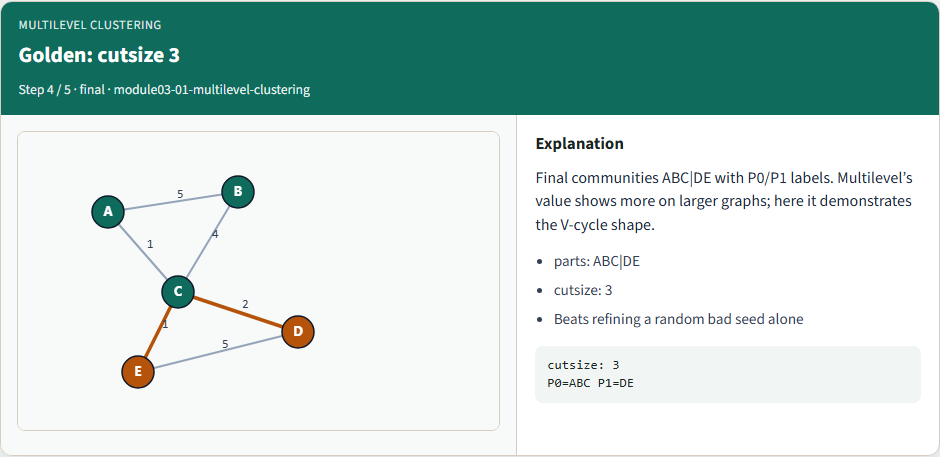 MULTILEVEL CLUSTERING
Golden: cutsize 3
Step 4 / 5 · final · module03-01-multilevel-clustering
A
B
C
D
E
5
1
4
2
1
5
Explanation
Final communities ABC|DE with P0/P1 labels. Multilevel’s
value shows more on larger graphs; here it demonstrates
the V-cycle shape.
• parts: ABC|DE
• cutsize: 3
• Beats refining a random bad seed alone
cutsize: 3
P0=ABC P1=DE